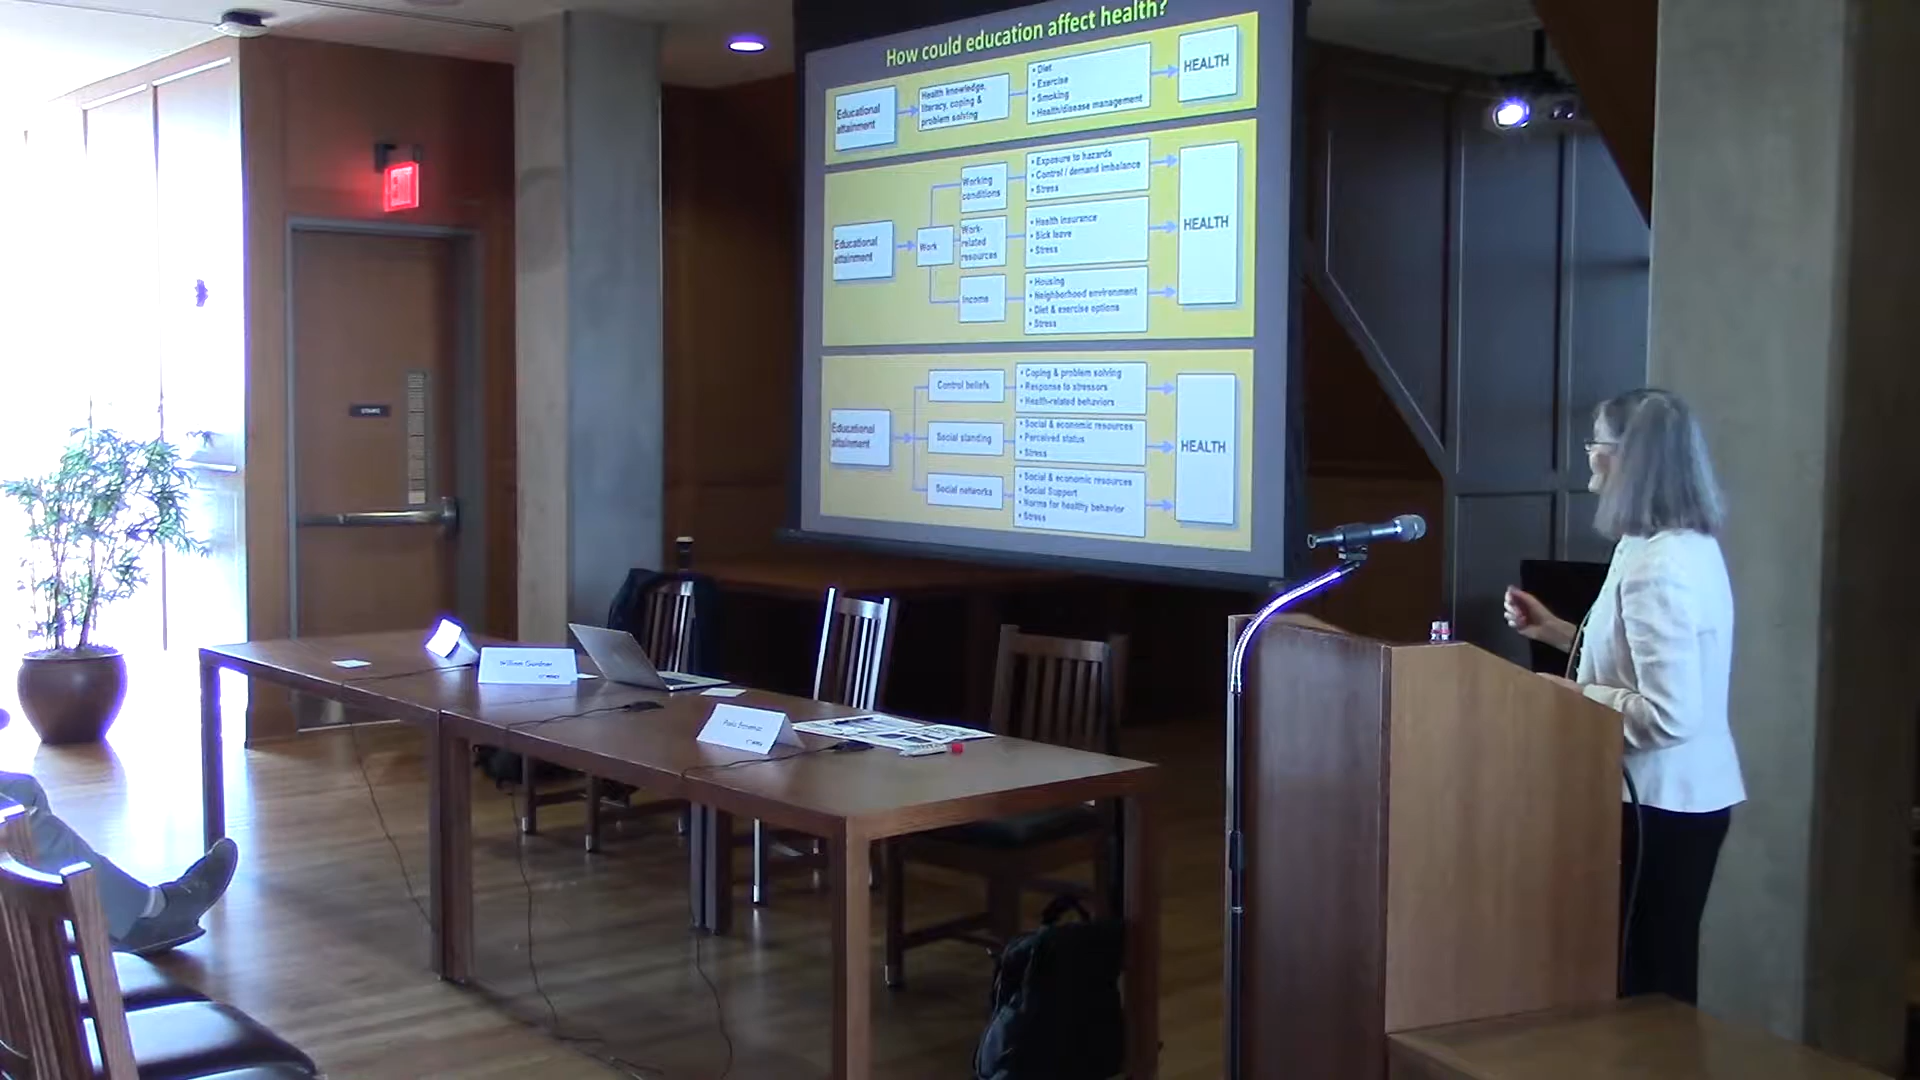 How could education affect health?
Educational
attainment
Health knowledge,
literacy, coping &
problem solving
• Diet
• Exercise
• Smoking
• Health/disease management
HEALTH
Educational
attainment
Work
Working
conditions
• Exposure to hazards
• Control / demand imbalance
• Stress
Work-
related
resources
• Health insurance
• Sick leave
• Stress
Income
• Housing
• Neighborhood environment
• Diet & exercise options
• Stress
HEALTH
Educational
attainment
Control beliefs
• Coping & problem solving
• Response to stressors
• Health-related behaviors
Social standing
• Social & economic resources
• Perceived status
• Stress
Social networks
• Social & economic resources
• Social Support
• Norms for healthy behavior
• Stress
HEALTH
EXIT
William Gardner